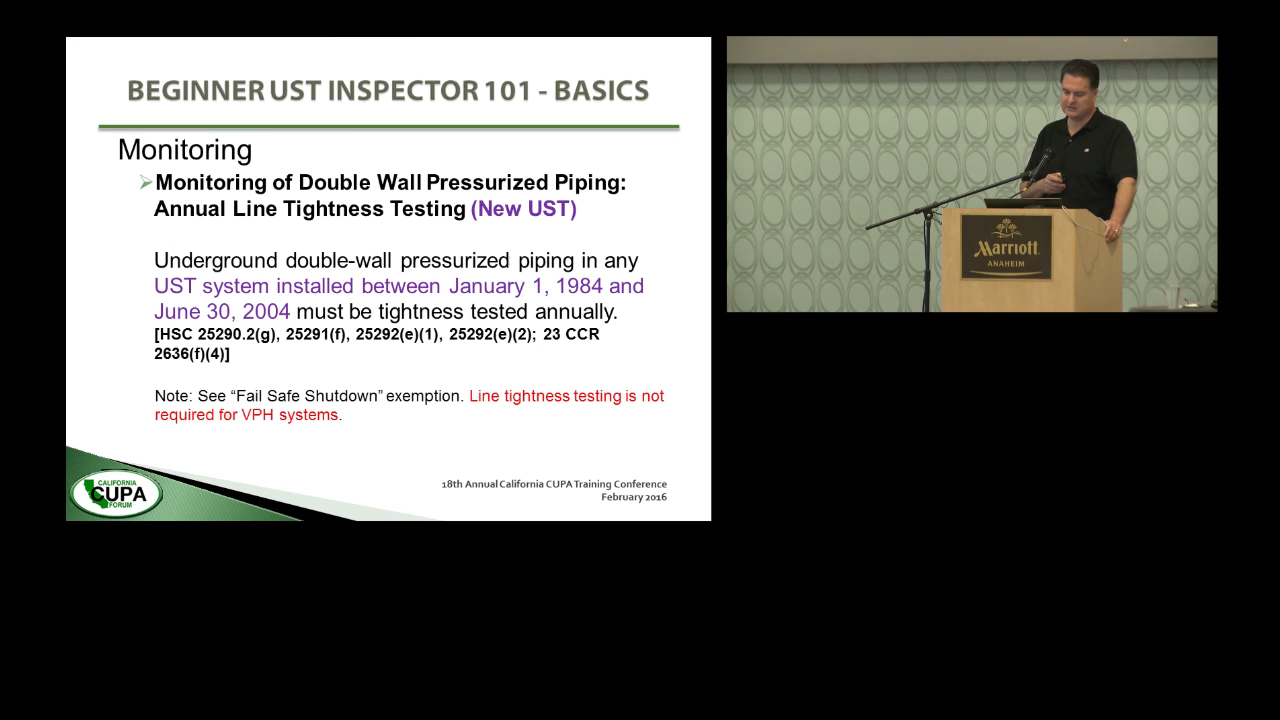 BEGINNER UST INSPECTOR 101 - BASICS
Monitoring
➢Monitoring of Double Wall Pressurized Piping:
Annual Line Tightness Testing (New UST)
Underground double-wall pressurized piping in any
UST system installed between January 1, 1984 and
June 30, 2004 must be tightness tested annually.
[HSC 25290.2(g), 25291(f), 25292(e)(1), 25292(e)(2); 23 CCR
2636(f)(4)]
Note: See “Fail Safe Shutdown” exemption. Line tightness testing is not
required for VPH systems.
CALIFORNIA
CUPA
FORUM
18th Annual California CUPA Training Conference
February 2016
Marriott
ANAHEIM